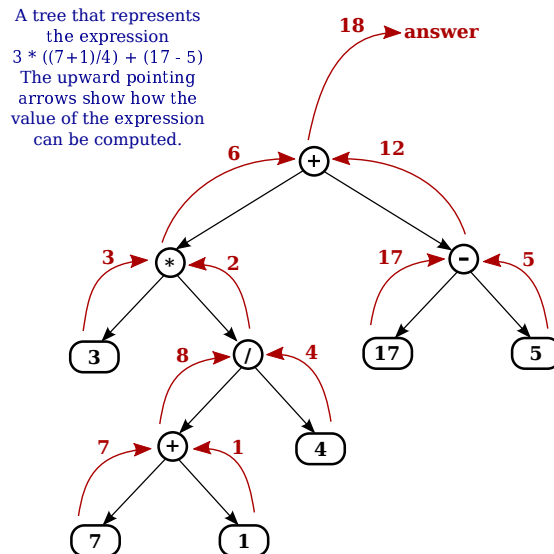 A tree that represents
the expression
3 * ((7+1)/4) + (17 - 5)
The upward pointing
arrows show how the
value of the expression
can be computed.
18
answer
6
12
+
3
*
2
17
-
5
3
8
/
4
17
5
7
+
1
4
7
1